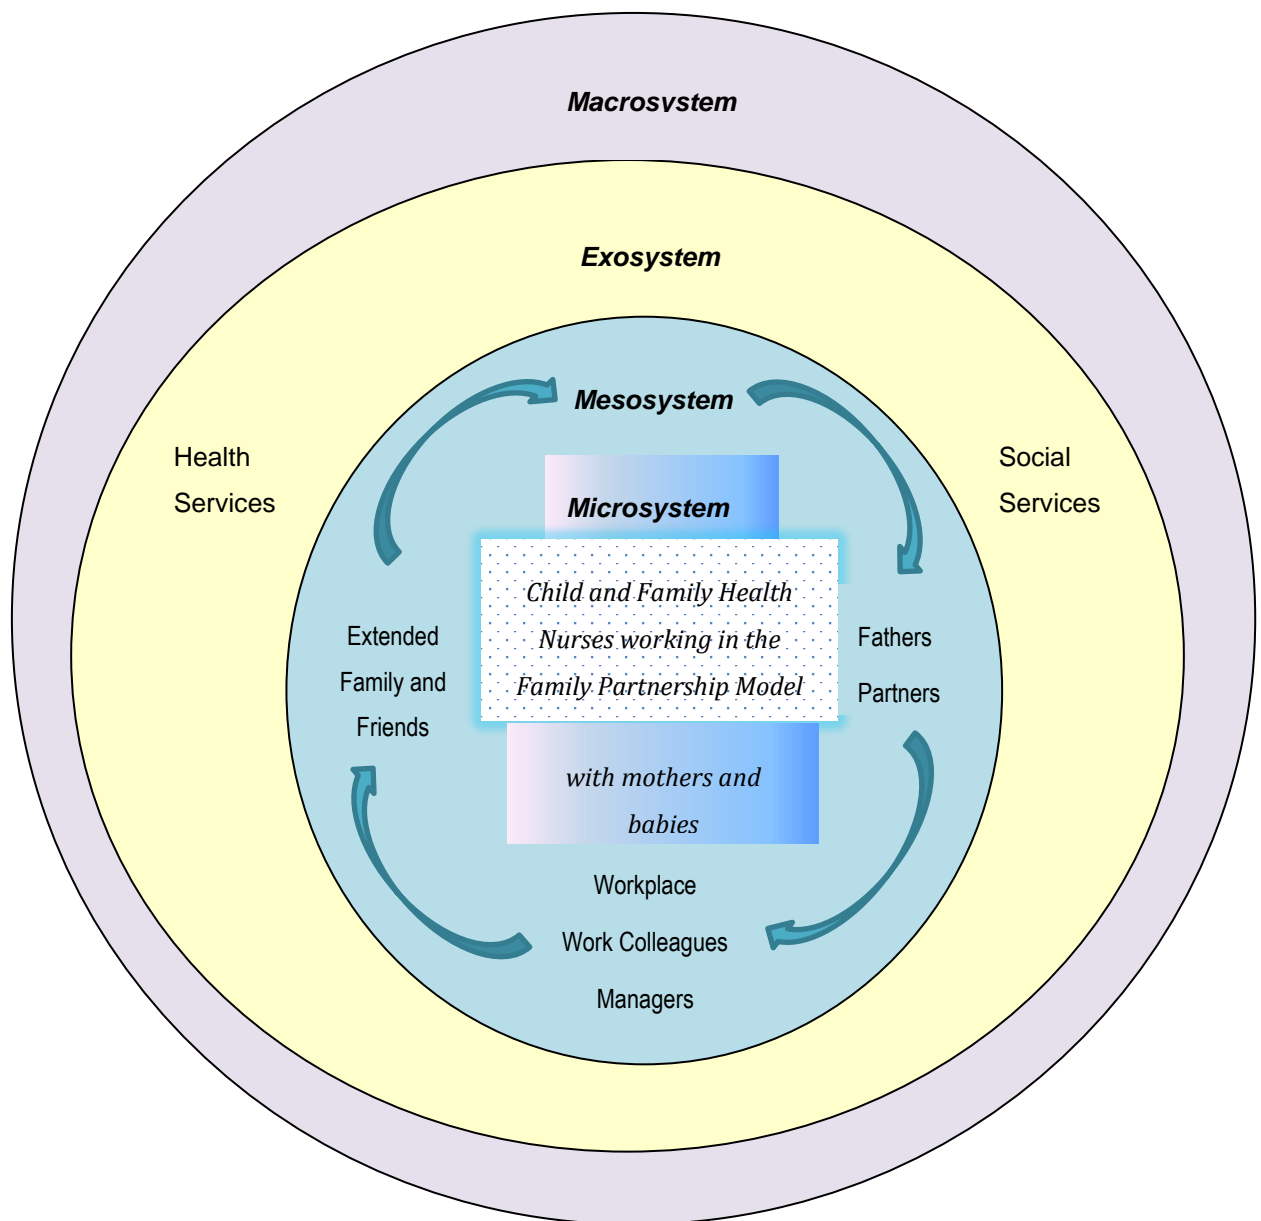 Macrosystem
Exosystem
Mesosystem
Health
Services
Social
Services
Microsystem
Child and Family Health
Nurses working in the
Family Partnership Model
with mothers and
babies
Extended
Family and
Friends
Fathers
Partners
Workplace
Work Colleagues
Managers